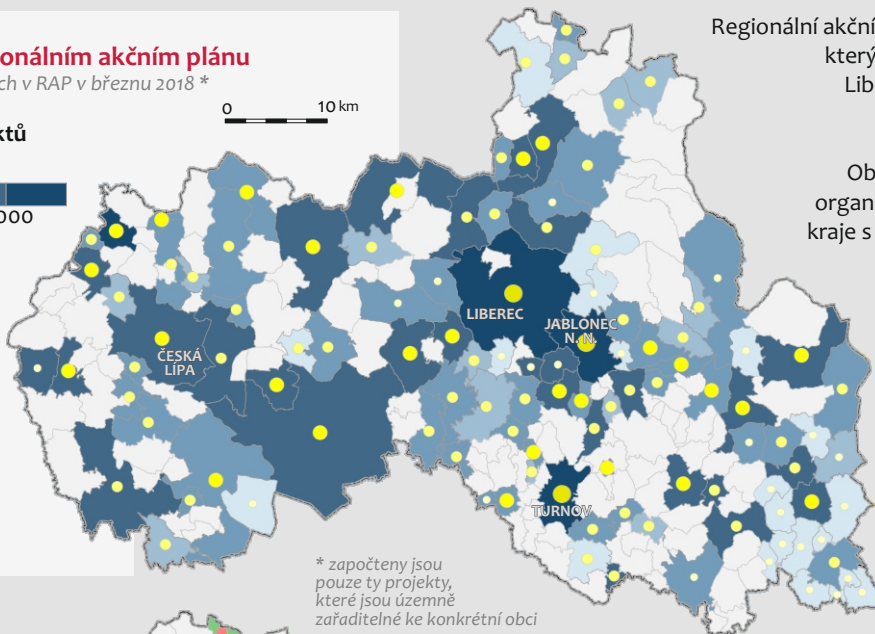 onálním akčním plánu
ch v RAP v březnu 2018 *
ktů
000
0 10 km
Regionální akční
který
Lib
Ob
organ
kraje s
LIBEREC
JABLONEC
N. N.
ČESKÁ
LÍPA
TURNOV
* započteny jsou
pouze ty projekty,
které jsou územně
zařaditelné ke konkrétní obci